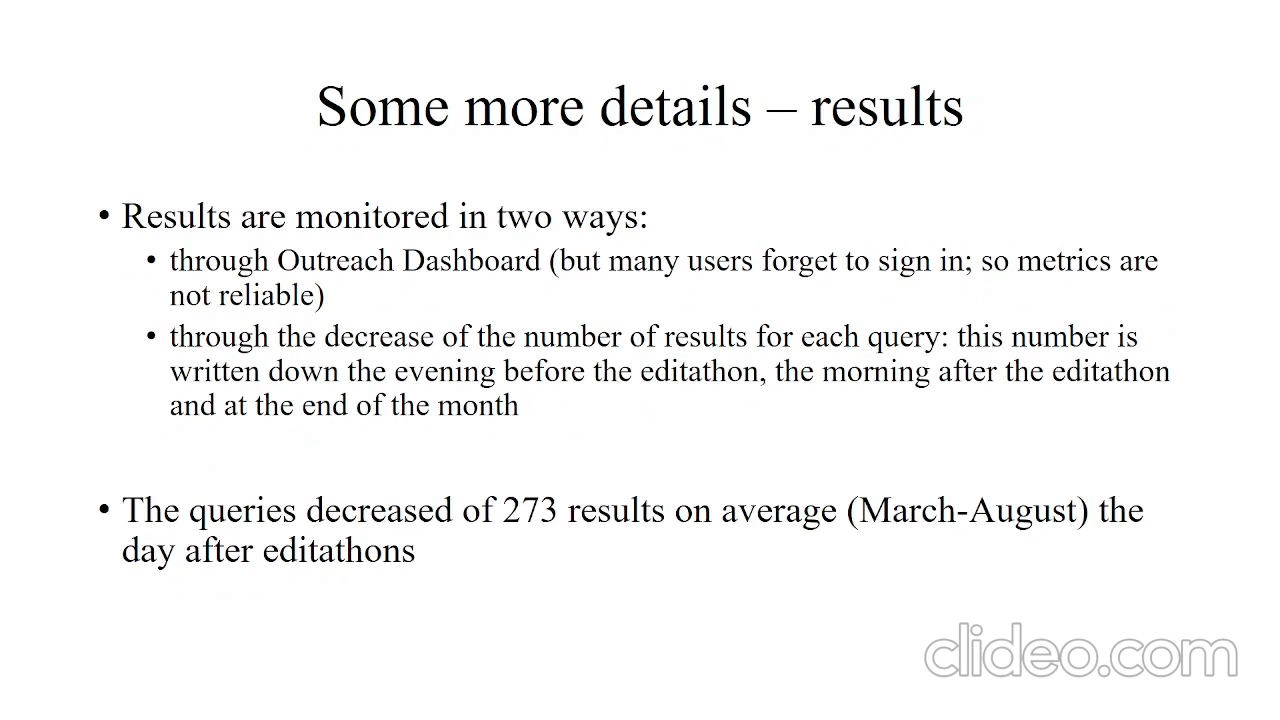 Some more details – results
• Results are monitored in two ways:
• through Outreach Dashboard (but many users forget to sign in; so metrics are
not reliable)
• through the decrease of the number of results for each query: this number is
written down the evening before the editathon, the morning after the editathon
and at the end of the month
• The queries decreased of 273 results on average (March-August) the
day after editathons
clideo.com